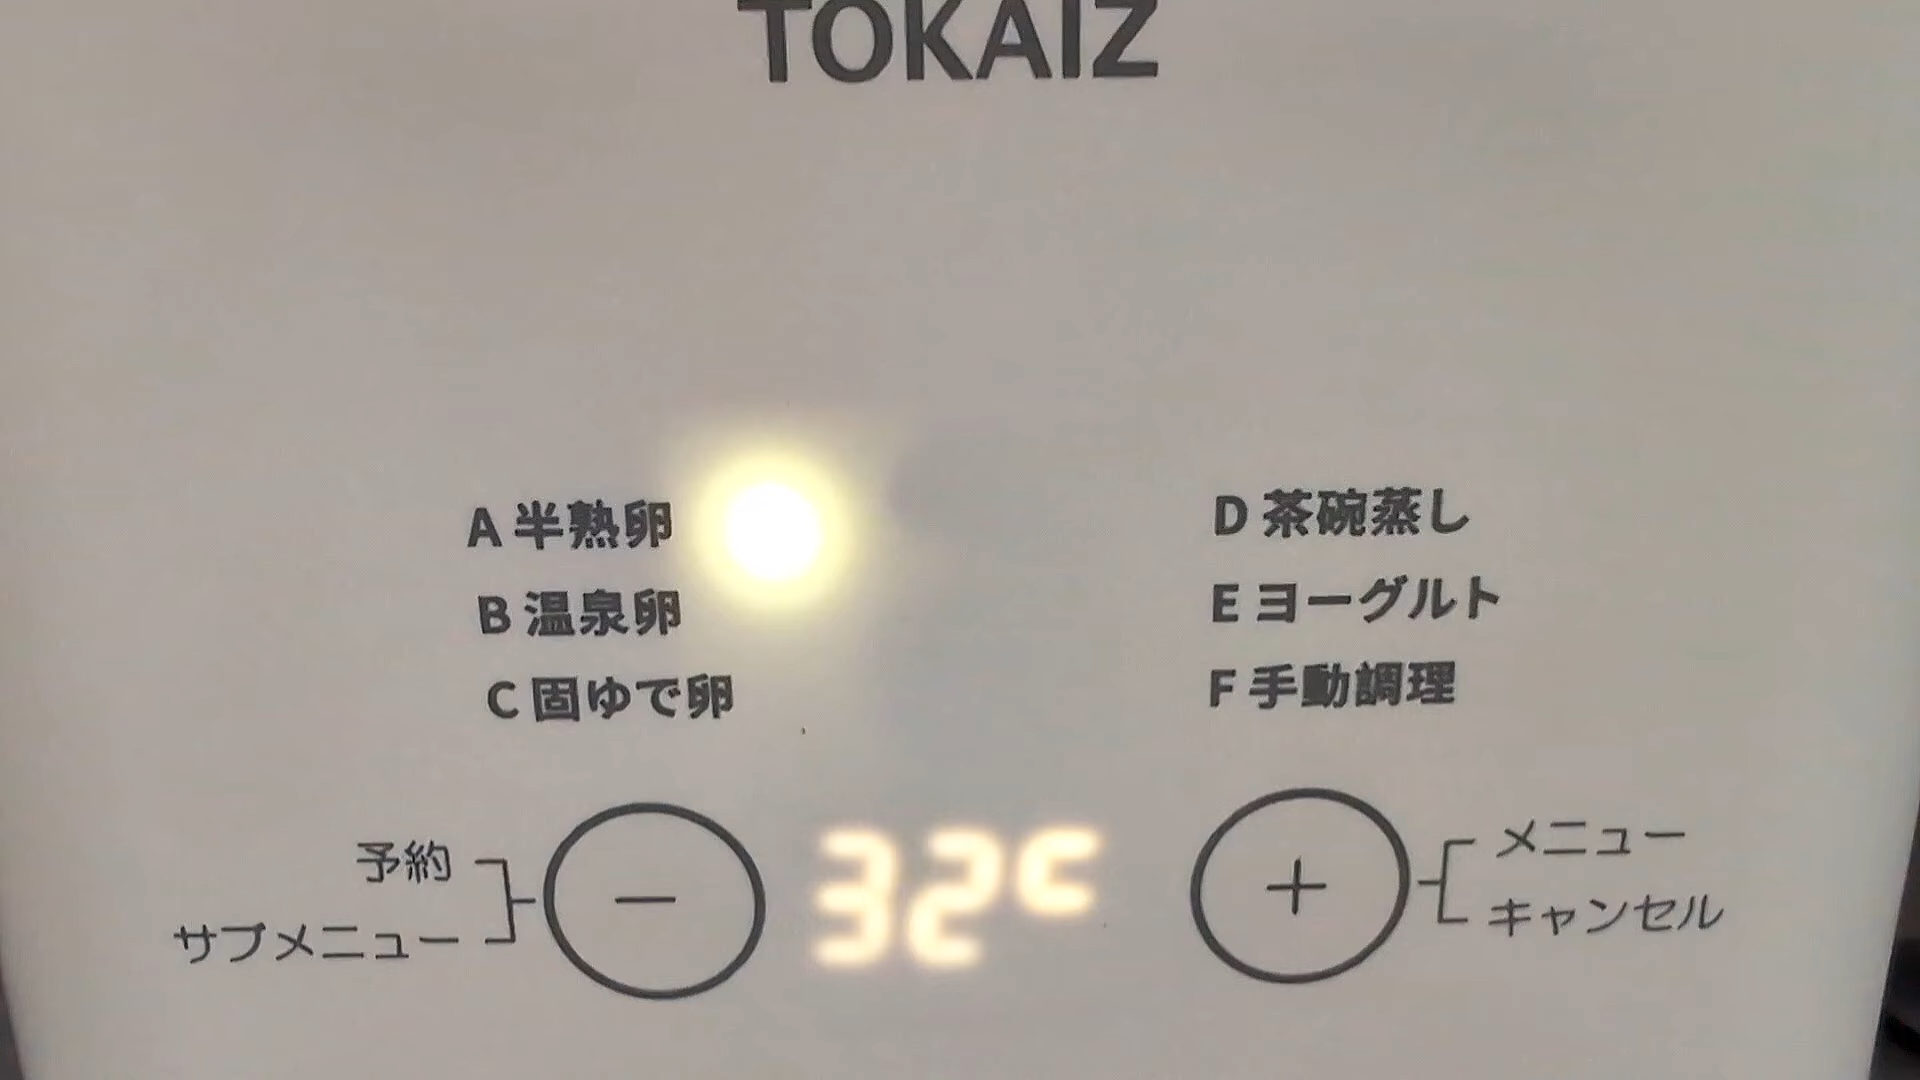 TOKAIZ
A 半熟卵
B 温泉卵
C 固ゆで卵
D 茶碗蒸し
E ヨーグルト
F 手動調理
予約
サブメニュー
−
32c
+
メニュー
キャンセル